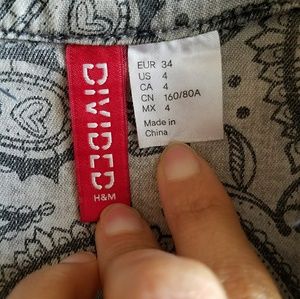 DIVIDED
H&M
EUR 34
US 4
CA 4
CN 160/80A
MX 4
Made in
China